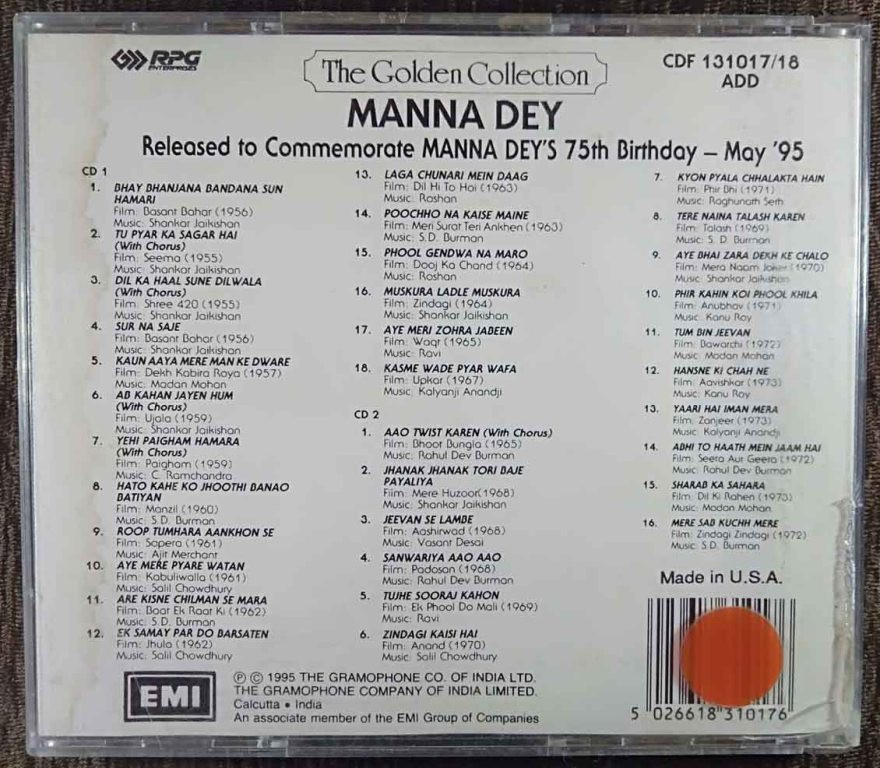 RPG
ENTERPRISES
The Golden Collection
CDF 131017/18
ADD
MANNA DEY
Released to Commemorate MANNA DEY'S 75th Birthday – May '95
CD 1
1. BHAY BHANJANA BANDANA SUN
HAMARI
Film: Basant Bahar (1956)
Music: Shankar Jaikishan
2. TU PYAR KA SAGAR HAI
(With Chorus)
Film: Seema (1955)
Music: Shankar Jaikishan
3. DIL KA HAAL SUNE DILWALA
(With Chorus)
Film: Shree 420 (1955)
Music: Shankar Jaikishan
4. SUR NA SAJE
Film: Basant Bahar (1956)
Music: Shankar Jaikishan
5. KAUN AAYA MERE MAN KE DWARE
Film: Dekh Kabira Roya (1957)
Music: Madan Mohan
6. AB KAHAN JAYEN HUM
(With Chorus)
Film: Ujala (1959)
Music: Shankar Jaikishan
7. YEHI PAIGHAM HAMARA
(With Chorus)
Film: Paigham (1959)
Music: C. Ramchandra
8. HATO KAHE KO JHOOTHI BANAO
BATIYAN
Film: Manzil (1960)
Music: S.D. Burman
9. ROOP TUMHARA AANKHON SE
Film: Sapera (1961)
Music: Ajit Merchant
10. AYE MERE PYARE WATAN
Film: Kabuliwalla (1961)
Music: Salil Chowdhury
11. ARE KISNE CHILMAN SE MARA
Film: Baat Ek Raat Ki (1962)
Music: S.D. Burman
12. EK SAMAY PAR DO BARSATEN
Film: Jhula (1962)
Music: Salil Chowdhury
13. LAGA CHUNARI MEIN DAAG
Film: Dil Hi To Hai (1963)
Music: Roshan
14. POOCHHO NA KAISE MAINE
Film: Meri Surat Teri Ankhen (1963)
Music: S.D. Burman
15. PHOOL GENDWA NA MARO
Film: Dooj Ka Chand (1964)
Music: Roshan
16. MUSKURA LADLE MUSKURA
Film: Zindagi (1964)
Music: Shankar Jaikishan
17. AYE MERI ZOHRA JABEEN
Film: Waqt (1965)
Music: Ravi
18. KASME WADE PYAR WAFA
Film: Upkar (1967)
Music: Kalyanji Anandji
CD 2
1. AAO TWIST KAREN (With Chorus)
Film: Bhoot Bungla (1965)
Music: Rahul Dev Burman
2. JHANAK JHANAK TORI BAJE
PAYALIYA
Film: Mere Huzoor(1968)
Music: Shankar Jaikishan
3. JEEVAN SE LAMBE
Film: Aashirwad (1968)
Music: Vasant Desai
4. SANWARIYA AAO AAO
Film: Padosan (1968)
Music: Rahul Dev Burman
5. TUJHE SOORAJ KAHON
Film: Ek Phool Do Mali (1969)
Music: Ravi
6. ZINDAGI KAISI HAI
Film: Anand (1970)
Music: Salil Chowdhury
7. KYON PYALA CHHALAKTA HAIN
Film: Phir Bhi (1971)
Music: Raghunath Seth
8. TERE NAINA TALASH KAREN
Film: Talash (1969)
Music: S. D. Burman
9. AYE BHAI ZARA DEKH KE CHALO
Film: Mera Naam Joker (1970)
Music: Shankar Jaikishan
10. PHIR KAHIN KOI PHOOL KHILA
Film: Anubhav (1971)
Music: Kanu Roy
11. TUM BIN JEEVAN
Film: Bawarchi (1972)
Music: Madan Mohan
12. HANSNE KI CHAH NE
Film: Aavishkar (1973)
Music: Kanu Roy
13. YAARI HAI IMAN MERA
Film: Zanjeer (1973)
Music: Kalyanji Anandji
14. ABHI TO HAATH MEIN JAAM HAI
Film: Seeta Aur Geeta (1972)
Music: Rahul Dev Burman
15. SHARAB KA SAHARA
Film: Dil Ki Rahen (1973)
Music: Madan Mohan
16. MERE SAB KUCHH MERE
Film: Zindagi Zindagi (1972)
Music: S.D. Burman
Made in U.S.A.
5 026618 310176
EMI
Ⓟ © 1995 THE GRAMOPHONE CO. OF INDIA LTD.
THE GRAMOPHONE COMPANY OF INDIA LIMITED.
Calcutta • India
An associate member of the EMI Group of Companies